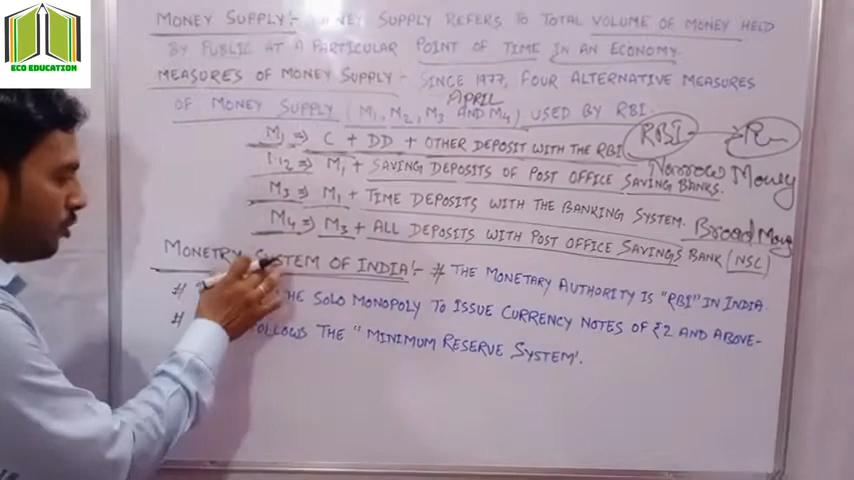 ECO EDUCATION
MONEY SUPPLY:- MONEY SUPPLY REFERS TO TOTAL VOLUME OF MONEY HELD
BY PUBLIC AT A PARTICULAR POINT OF TIME IN AN ECONOMY.
MEASURES OF MONEY SUPPLY - SINCE 1977, FOUR ALTERNATIVE MEASURES
APRIL
OF MONEY SUPPLY (M1, M2, M3 AND M4) USED BY RBI.
M1 => C + DD + OTHER DEPOSIT WITH THE RBI RBI
M2 => M1 + SAVING DEPOSITS OF POST OFFICE SAVING BANKS. Narrow Money
M3 => M1 + TIME DEPOSITS WITH THE BANKING SYSTEM. Broad Money
M4 => M3 + ALL DEPOSITS WITH POST OFFICE SAVINGS BANK (NSC)
MONETRY SYSTEM OF INDIA:- # THE MONETARY AUTHORITY IS "RBI" IN INDIA.
# THE SOLO MONOPOLY TO ISSUE CURRENCY NOTES OF ₹2 AND ABOVE-
# FOLLOWS THE "MINIMUM RESERVE SYSTEM'.